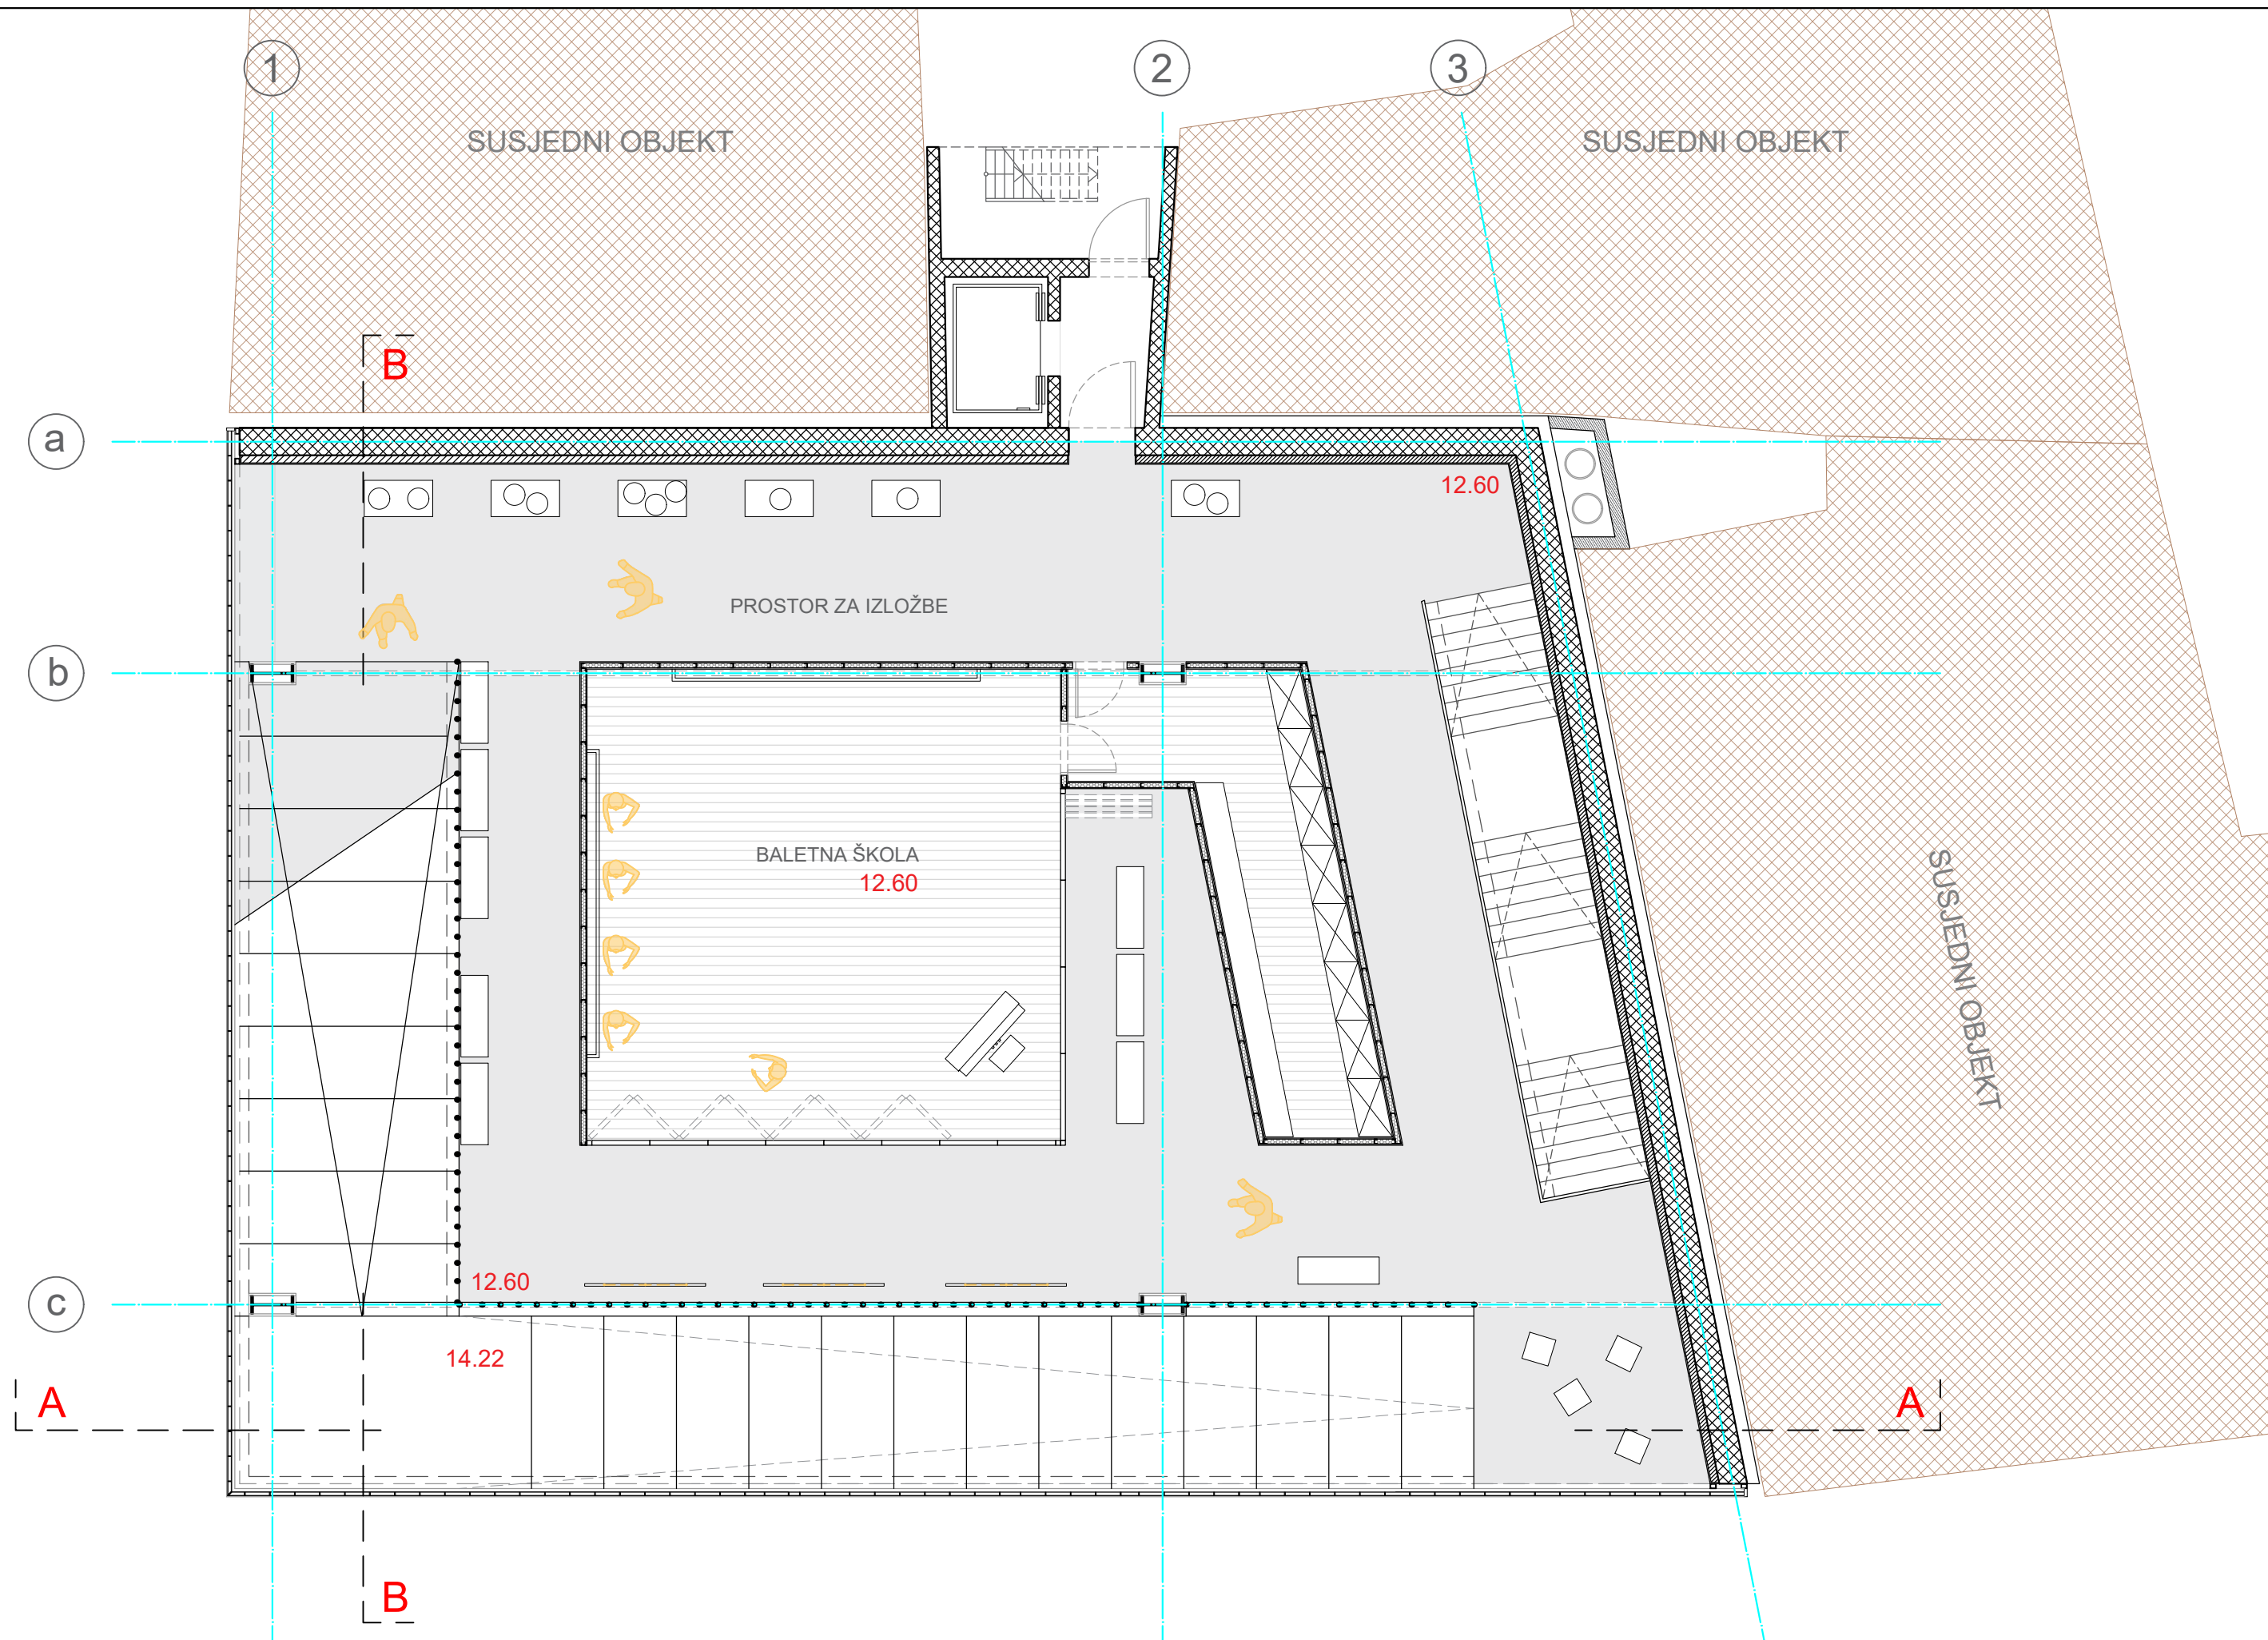 1
2
3
SUSJEDNI OBJEKT
SUSJEDNI OBJEKT
B
a
12.60
PROSTOR ZA IZLOŽBE
b
BALETNA ŠKOLA
12.60
SUSJEDNI OBJEKT
12.60
c
14.22
A
A
B